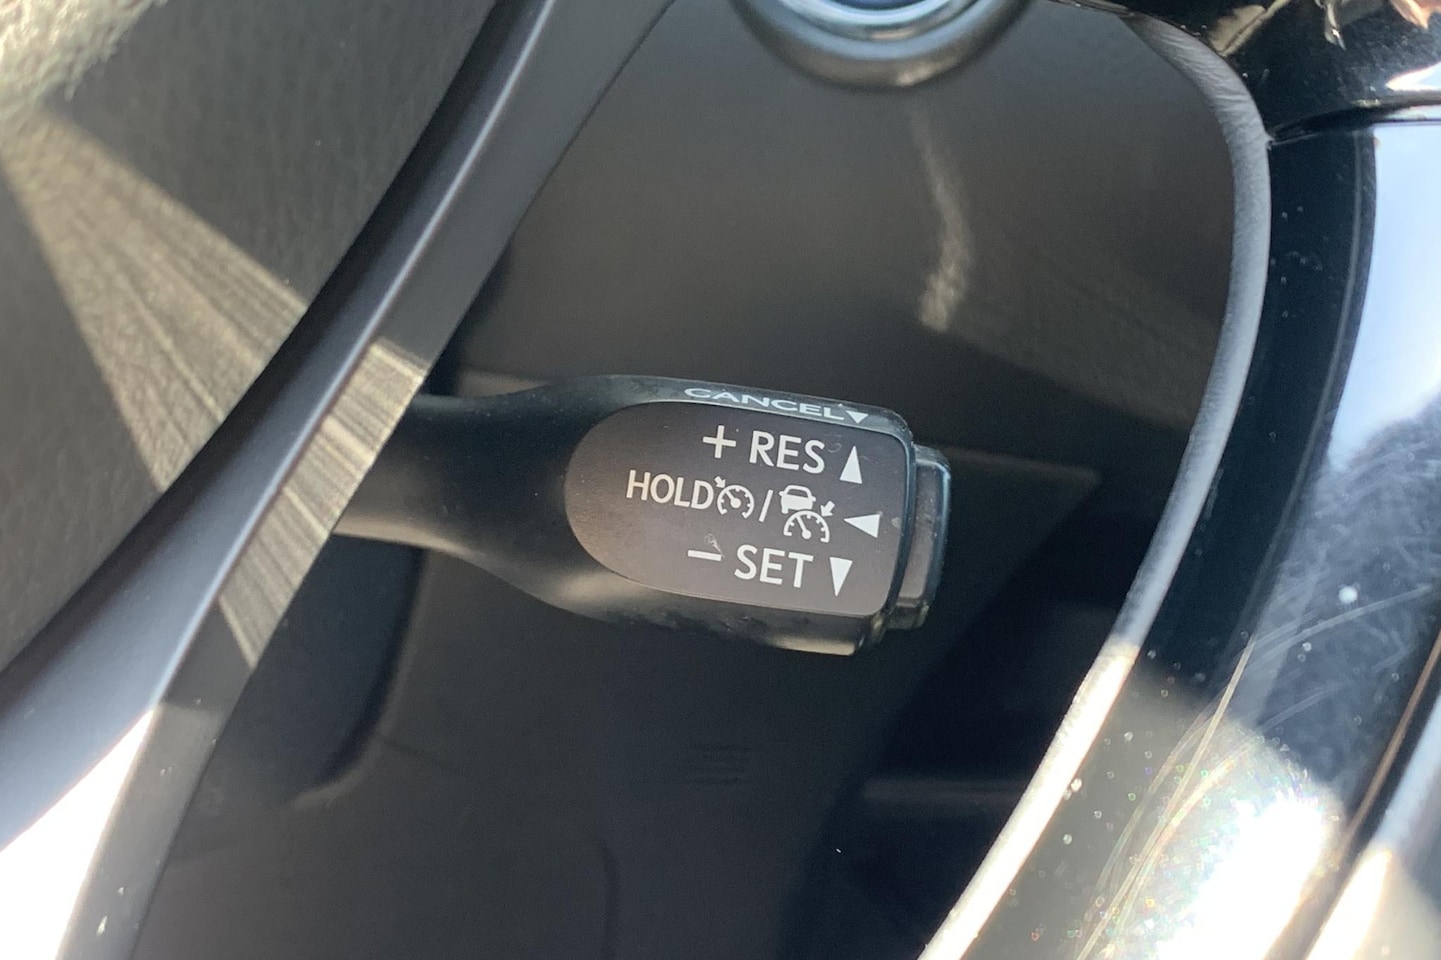 CANCEL▼
+ RES ▲
HOLD / ◀
− SET ▼